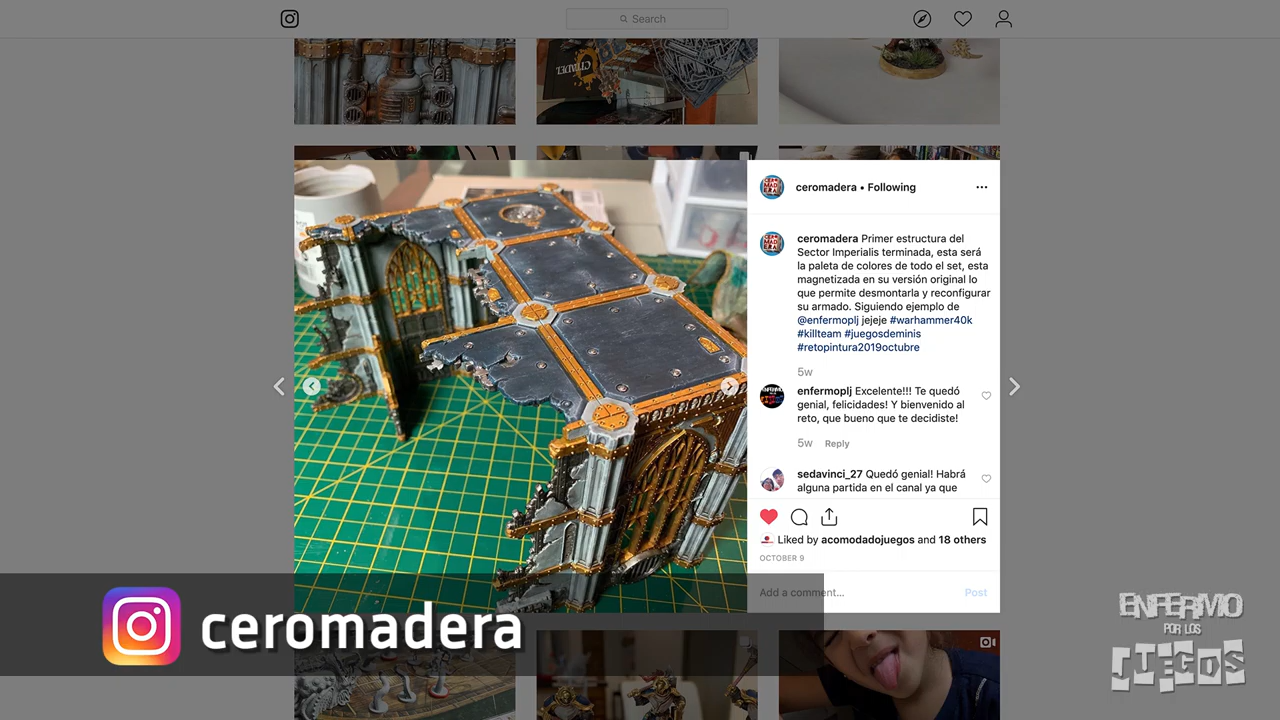 Search
CITADEL
ceromadera • Following
ceromadera Primer estructura del
Sector Imperialis terminada, esta será
la paleta de colores de todo el set, esta
magnetizada en su versión original lo
que permite desmontarla y reconfigurar
su armado. Siguiendo ejemplo de
@enfermoplj jejeje #warhammer40k
#killteam #juegosdeminis
#retopintura2019octubre
5w
enfermoplj Excelente!!! Te quedó
genial, felicidades! Y bienvenido al
reto, que bueno que te decidiste!
5w Reply
sedavinci_27 Quedó genial! Habrá
alguna partida en el canal ya que
Liked by acomodadojuegos and 18 others
OCTOBER 9
Add a comment... Post
ceromadera
ENFERMO
POR LOS
JUEGOS